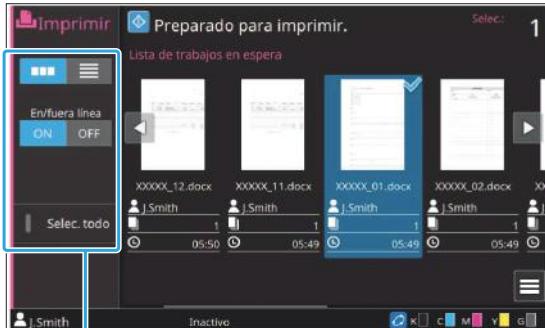 Imprimir
Preparado para imprimir.
Selec.:
1
Lista de trabajos en espera
En/fuera línea
ON OFF
Selec. todo
XXXXX_12.docx XXXXX_11.docx XXXXX_01.docx XXXXX_02.docx
J.Smith J.Smith J.Smith J.Smith
1 1 1 1
05:50 05:49 05:49 05:49
J.Smith Inactivo K C M Y G